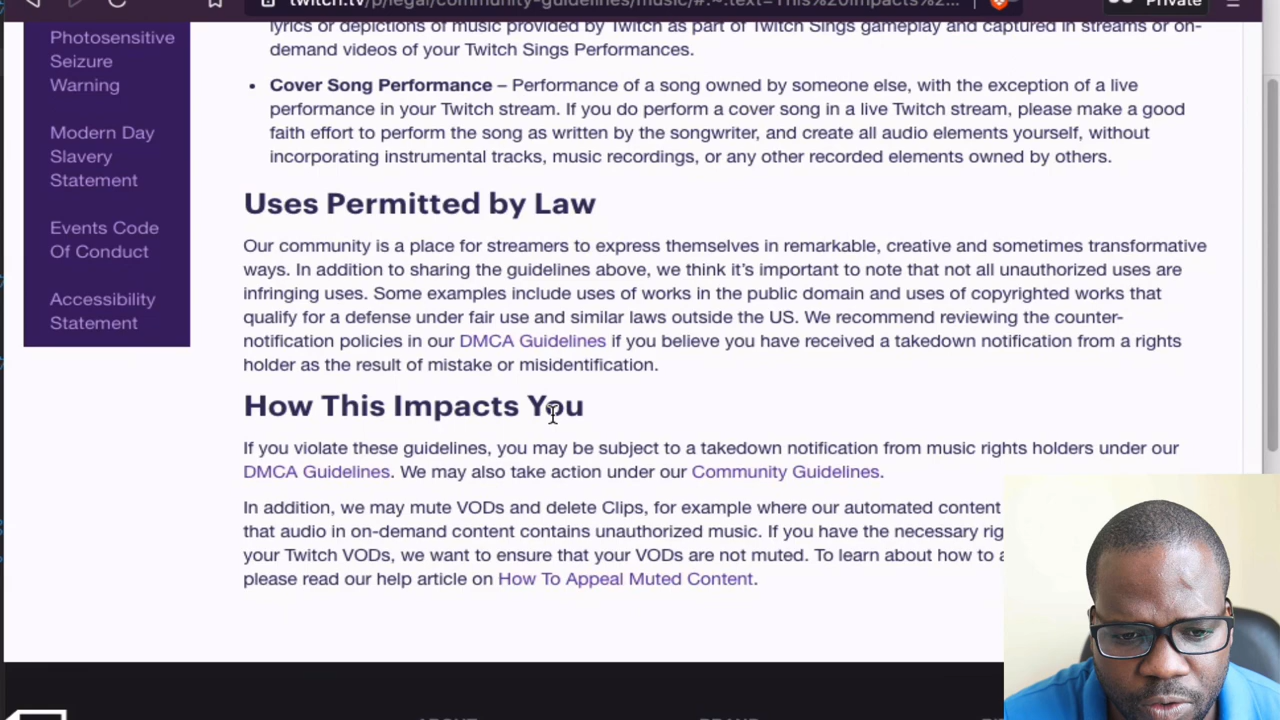 twitch.tv/p/legal/community-guidelines/music/#:~:text=This%20Impacts%2...
Private
Photosensitive
Seizure
Warning
Modern Day
Slavery
Statement
Events Code
Of Conduct
Accessibility
Statement
lyrics or depictions of music provided by Twitch as part of Twitch Sings gameplay and captured in streams or on-
demand videos of your Twitch Sings Performances.
• Cover Song Performance – Performance of a song owned by someone else, with the exception of a live
performance in your Twitch stream. If you do perform a cover song in a live Twitch stream, please make a good
faith effort to perform the song as written by the songwriter, and create all audio elements yourself, without
incorporating instrumental tracks, music recordings, or any other recorded elements owned by others.
Uses Permitted by Law
Our community is a place for streamers to express themselves in remarkable, creative and sometimes transformative
ways. In addition to sharing the guidelines above, we think it’s important to note that not all unauthorized uses are
infringing uses. Some examples include uses of works in the public domain and uses of copyrighted works that
qualify for a defense under fair use and similar laws outside the US. We recommend reviewing the counter-
notification policies in our DMCA Guidelines if you believe you have received a takedown notification from a rights
holder as the result of mistake or misidentification.
How This Impacts You
If you violate these guidelines, you may be subject to a takedown notification from music rights holders under our
DMCA Guidelines. We may also take action under our Community Guidelines.
In addition, we may mute VODs and delete Clips, for example where our automated content
that audio in on-demand content contains unauthorized music. If you have the necessary rig
your Twitch VODs, we want to ensure that your VODs are not muted. To learn about how to a
please read our help article on How To Appeal Muted Content.